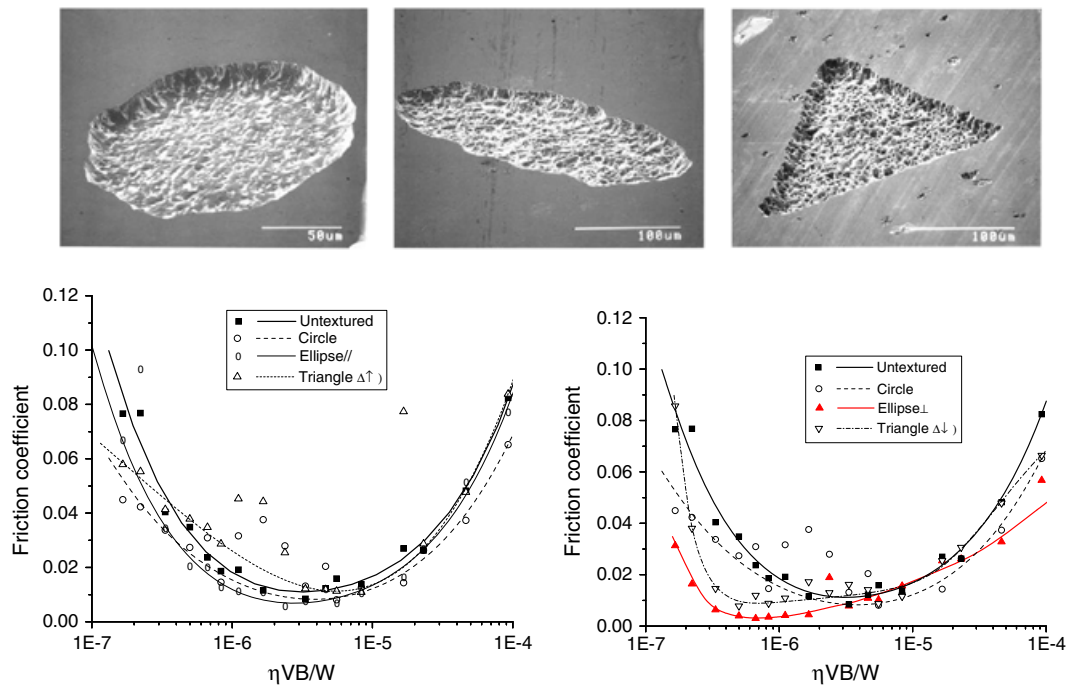 50um
100um
100um
0.12
0.10
0.08
0.06
0.04
0.02
0.00
Friction coefficient
Untextured
Circle
Ellipse//
Triangle Δ↑ )
1E-7
1E-6
1E-5
1E-4
ηVB/W
0.12
0.10
0.08
0.06
0.04
0.02
0.00
Friction coefficient
Untextured
Circle
Ellipse⊥
Triangle Δ↓ )
1E-7
1E-6
1E-5
1E-4
ηVB/W